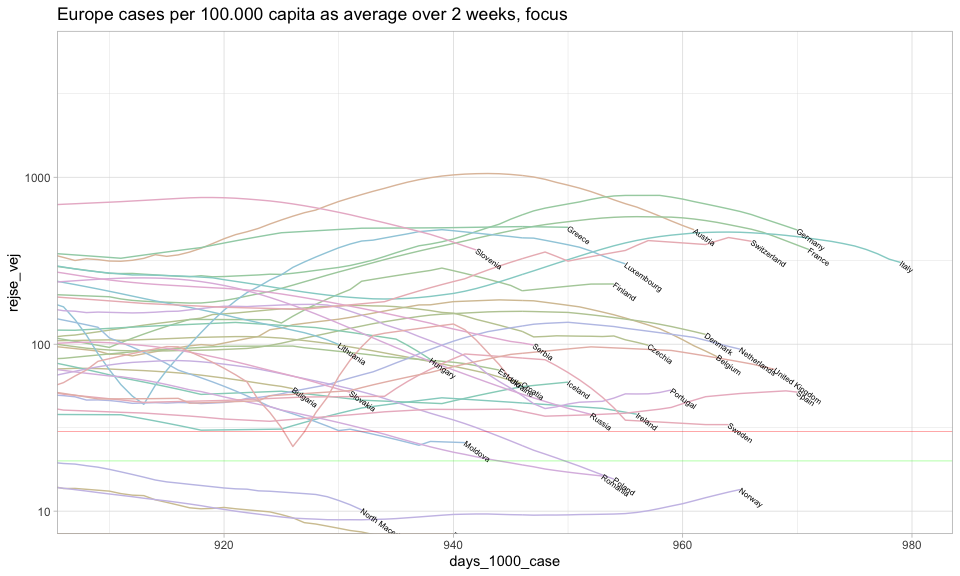 Europe cases per 100.000 capita as average over 2 weeks, focus
rejse_vej
1000
100
10
Germany
Greece
Austria
Switzerland
France
Italy
Slovenia
Luxembourg
Finland
Lithuania
Serbia
Denmark
Netherlands
Czechia
Belgium
Hungary
United Kingdom
Spain
Croatia
Iceland
Portugal
Bulgaria
Slovakia
Russia
Ireland
Sweden
Moldova
Poland
Romania
Norway
North Mace
920
940
960
980
days_1000_case